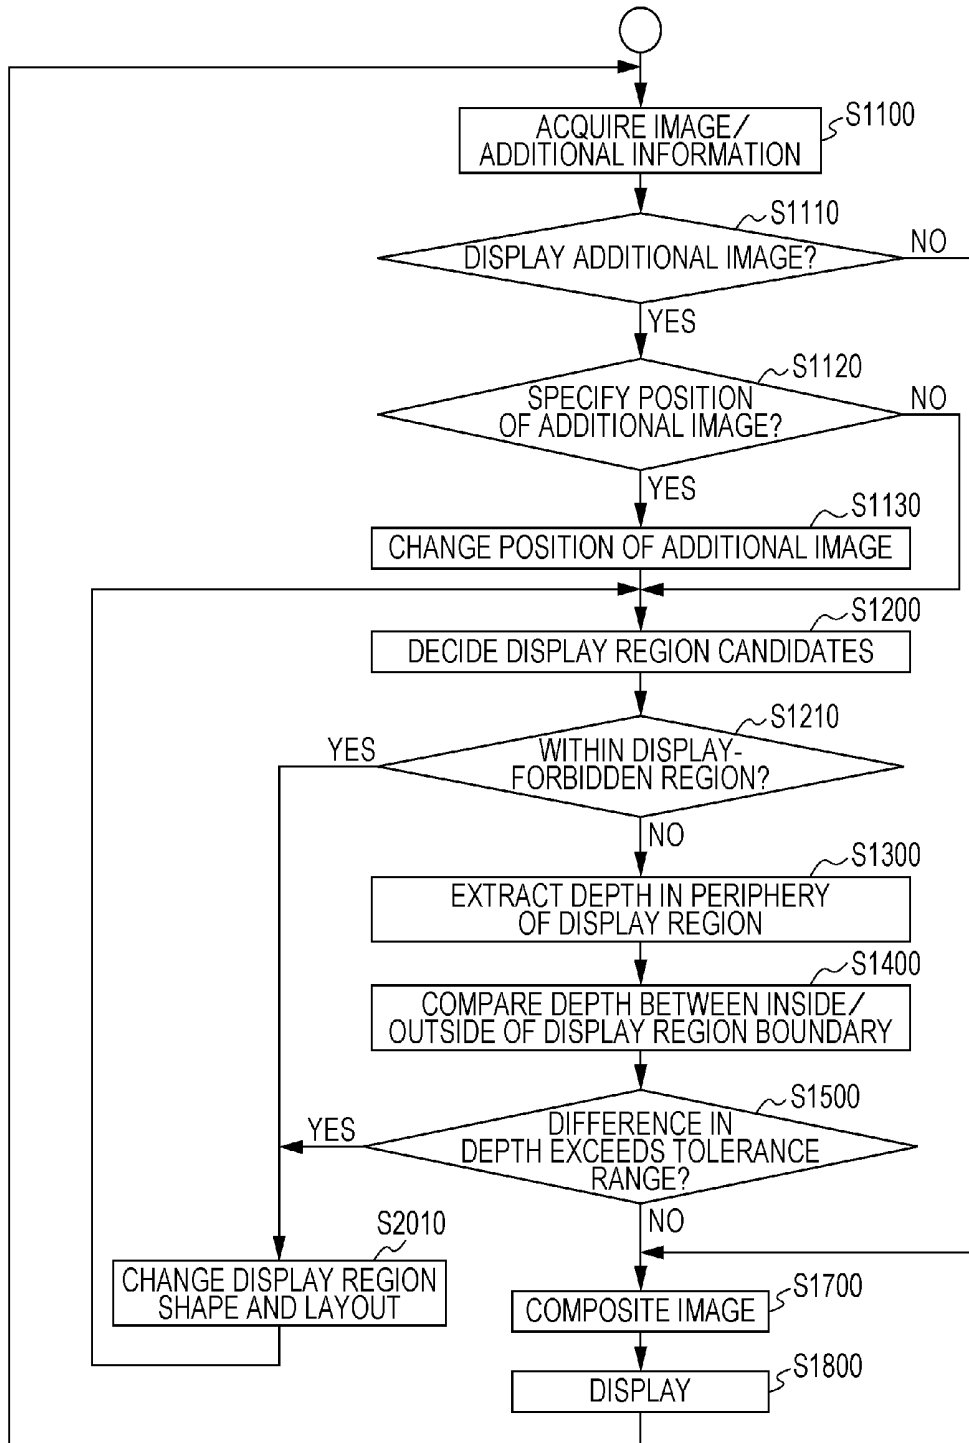 ACQUIRE IMAGE/
ADDITIONAL INFORMATION
S1100
S1110
DISPLAY ADDITIONAL IMAGE?
NO
YES
S1120
SPECIFY POSITION
OF ADDITIONAL IMAGE?
NO
YES
S1130
CHANGE POSITION OF ADDITIONAL IMAGE
S1200
DECIDE DISPLAY REGION CANDIDATES
S1210
YES
WITHIN DISPLAY-
FORBIDDEN REGION?
NO
S1300
EXTRACT DEPTH IN PERIPHERY
OF DISPLAY REGION
S1400
COMPARE DEPTH BETWEEN INSIDE/
OUTSIDE OF DISPLAY REGION BOUNDARY
S1500
YES
DIFFERENCE IN
DEPTH EXCEEDS TOLERANCE
RANGE?
NO
S2010
CHANGE DISPLAY REGION
SHAPE AND LAYOUT
S1700
COMPOSITE IMAGE
S1800
DISPLAY